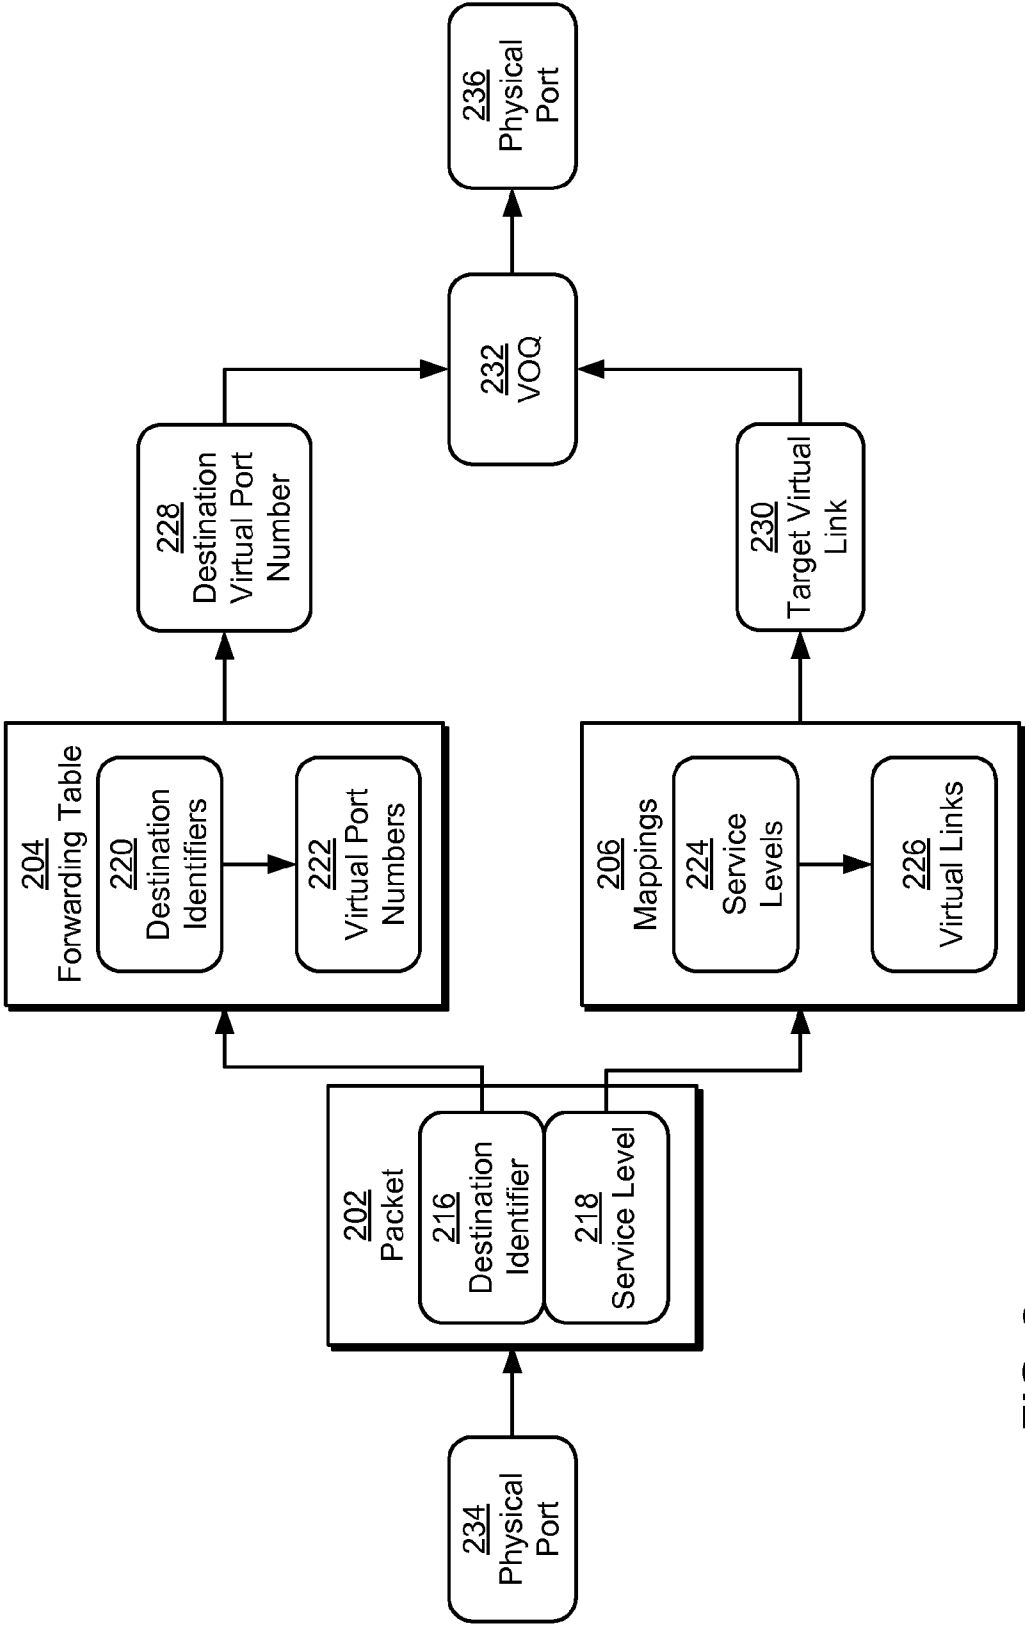 234
Physical
Port
202
Packet
216
Destination
Identifier
218
Service Level
204
Forwarding Table
220
Destination
Identifiers
222
Virtual Port
Numbers
206
Mappings
224
Service
Levels
226
Virtual Links
228
Destination
Virtual Port
Number
230
Target Virtual
Link
232
VOQ
236
Physical
Port